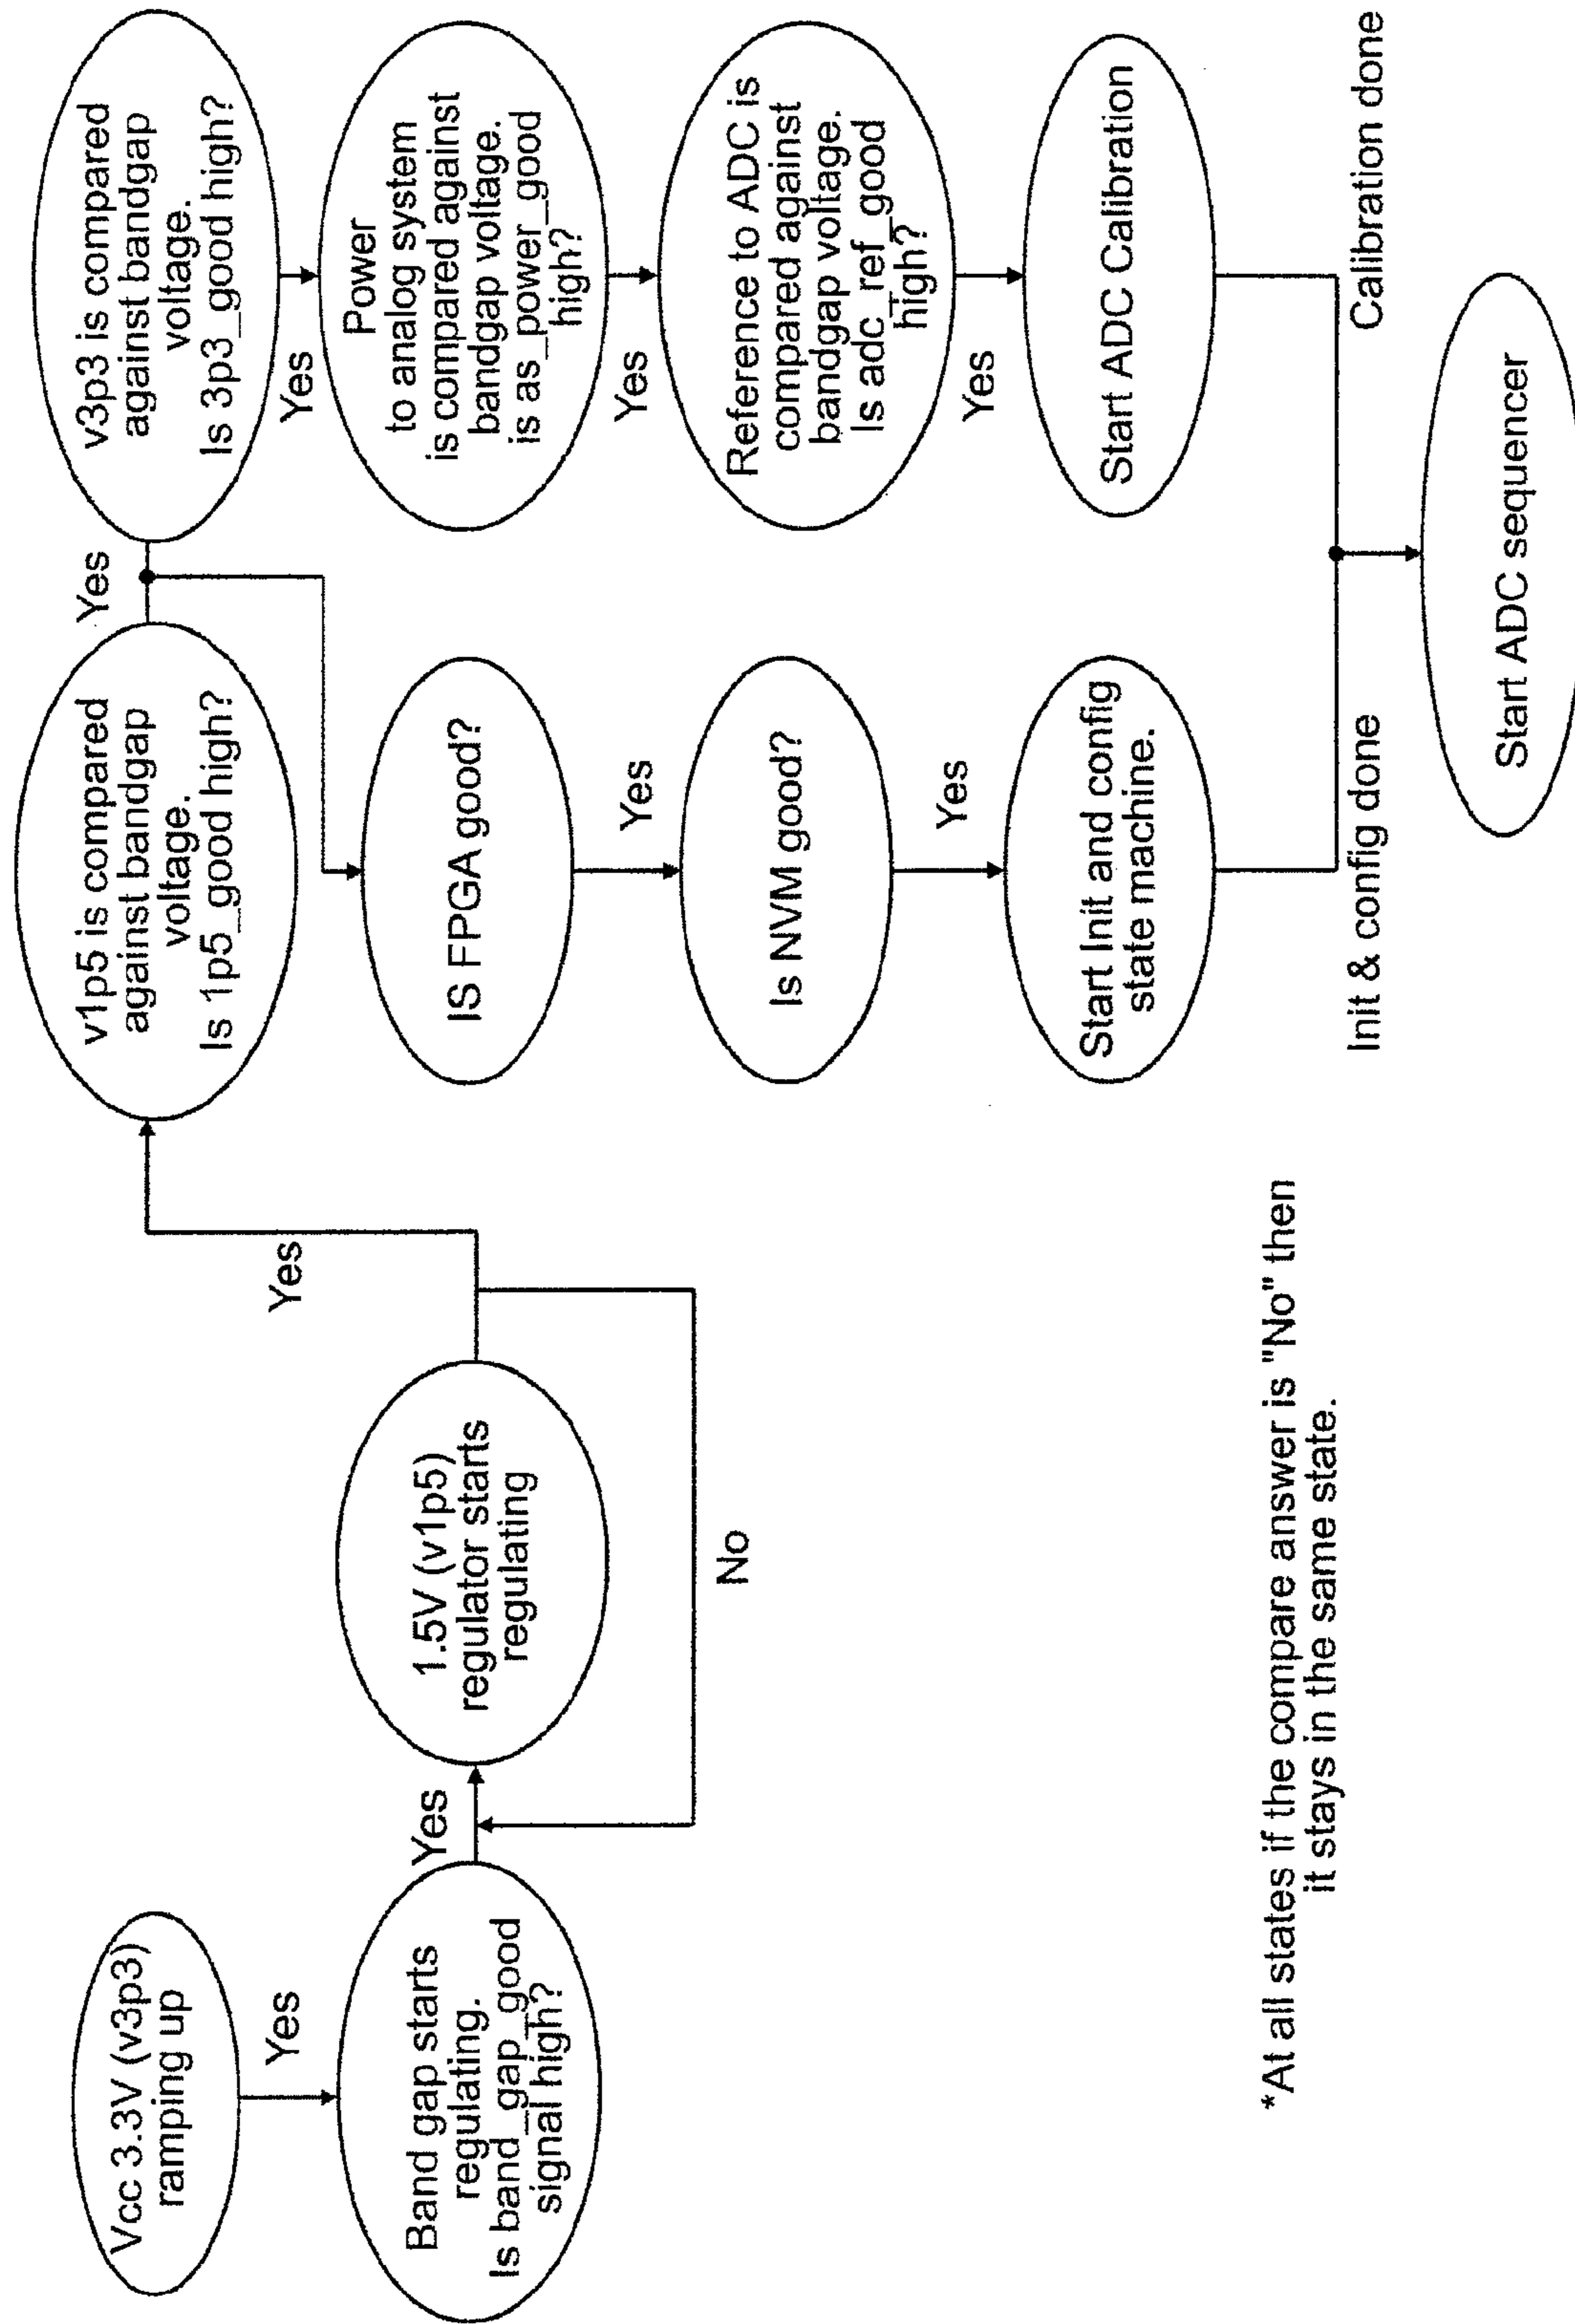 Vcc 3.3V (v3p3)
ramping up
Yes
Band gap starts
regulating.
Is band_gap_good
signal high?
Yes
1.5V (v1p5)
regulator starts
regulating
No
Yes
v1p5 is compared
against bandgap
voltage.
Is 1p5_good high?
Yes
IS FPGA good?
Yes
Is NVM good?
Yes
Start Init and config
state machine.
Init & config done
v3p3 is compared
against bandgap
voltage.
Is 3p3_good high?
Yes
Power
to analog system
is compared against
bandgap voltage.
is as_power_good
high?
Yes
Reference to ADC is
compared against
bandgap voltage.
Is adc_ref_good
high?
Yes
Start ADC Calibration
Calibration done
Start ADC sequencer
*At all states if the compare answer is "No" then
it stays in the same state.